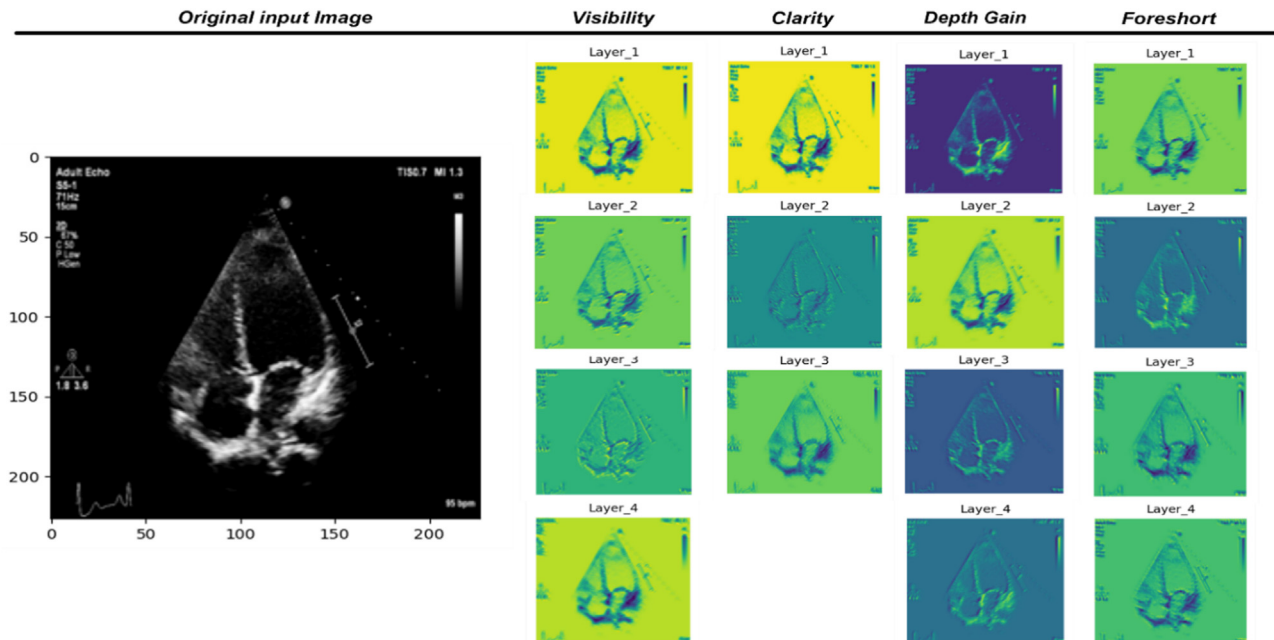 Original input Image Visibility Clarity Depth Gain Foreshort
Layer_1 Layer_1 Layer_1 Layer_1
Layer_2 Layer_2 Layer_2 Layer_2
Layer_3 Layer_3 Layer_3 Layer_3
Layer_4 Layer_4 Layer_4
0
50
100
150
200
Adult Echo TIS0.7 MI 1.3
S5-1
71Hz
15cm
2D
67%
C 50
P Low
HGen
M3
P R
1.8 3.6
95 bpm
0 50 100 150 200